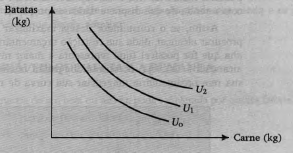 Batatas
(kg)
U₂
U₁
U₀
Carne (kg)